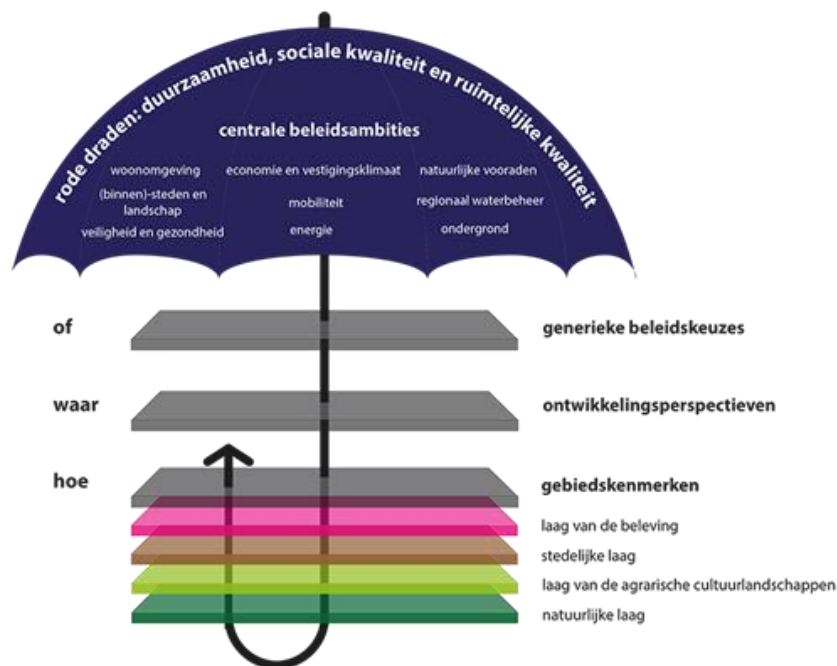 rode draden: duurzaamheid, sociale kwaliteit en ruimtelijke kwaliteit
centrale beleidsambities
woonomgeving
(binnen)-steden en
landschap
veiligheid en gezondheid
economie en vestigingsklimaat
mobiliteit
energie
natuurlijke vooraden
regionaal waterbeheer
ondergrond
of
generieke beleidskeuzes
waar
ontwikkelingsperspectieven
hoe
gebiedskenmerken
laag van de beleving
stedelijke laag
laag van de agrarische cultuurlandschappen
natuurlijke laag